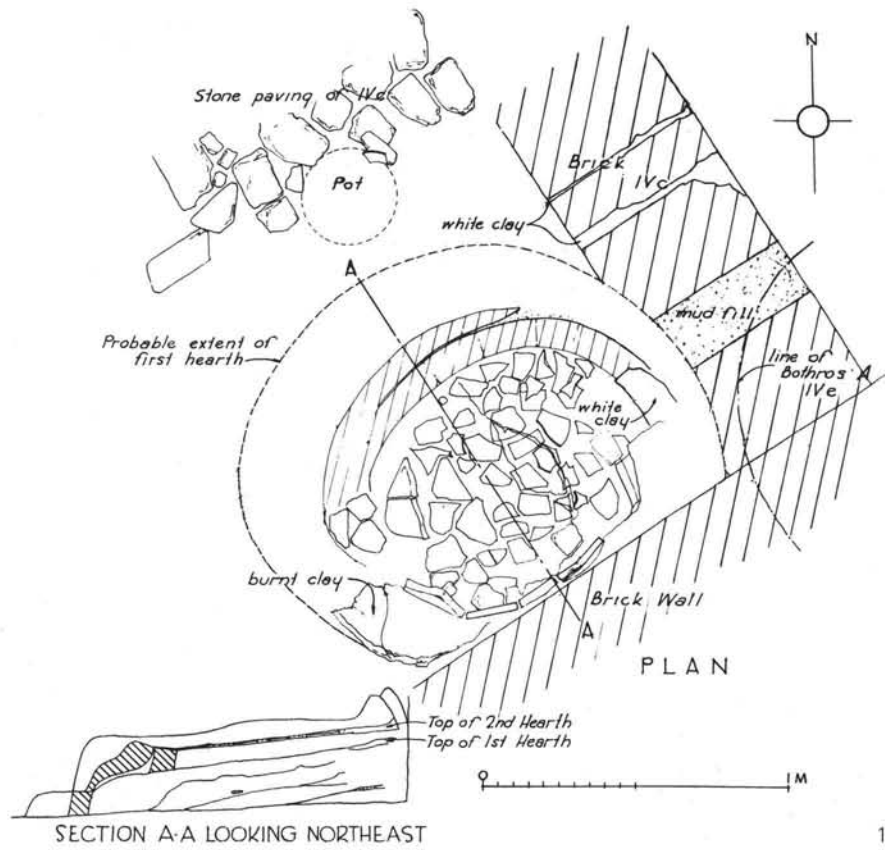 N
Stone paving of IVc
Brick
IVc
Pot
white clay
A
mud fill
Probable extent of
first hearth
line of
Bothros A
IVe
white
clay
burnt clay
Brick Wall
A
PLAN
Top of 2nd Hearth
Top of 1st Hearth
0 1M
SECTION A-A LOOKING NORTHEAST
1